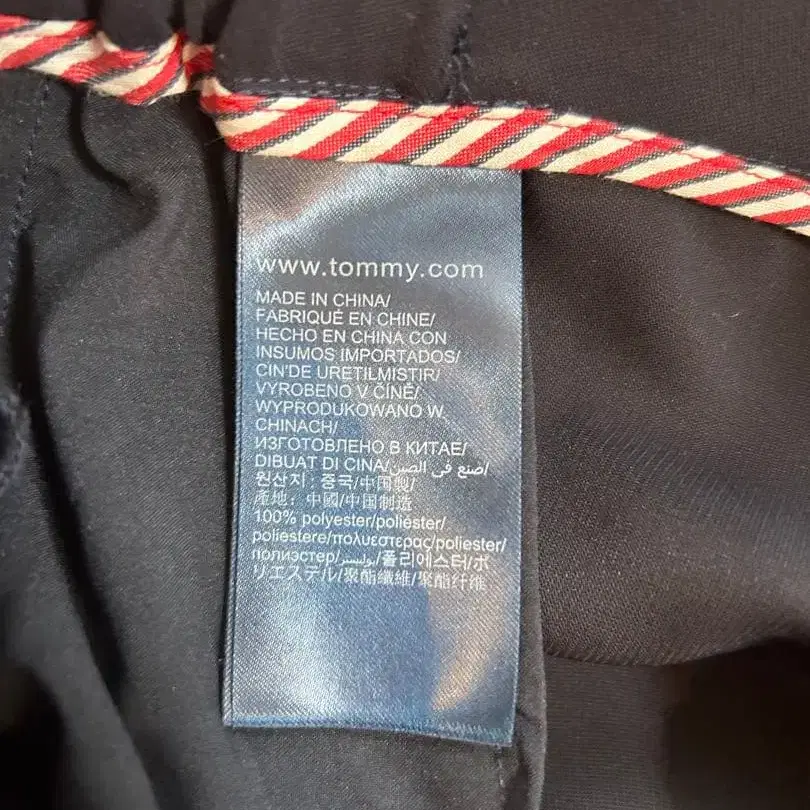 www.tommy.com
MADE IN CHINA/
FABRIQUÉ EN CHINE/
HECHO EN CHINA CON
INSUMOS IMPORTADOS/
CIN'DE URETILMISTIR/
VYROBENO V ČÍNĚ/
WYPRODUKOWANO W
CHINACH/
ИЗГОТОВЛЕНО В КИТАЕ/
DIBUAT DI CINA/صنع في الصين/
원산지 : 중국/中国製/
產地: 中國/中国制造
100% polyester/poliéster/
poliestere/πολυεστερας/poliester/
полиэстер/بوليستر/폴리에스터/ポ
リエステル/聚酯纖維/聚酯纤维